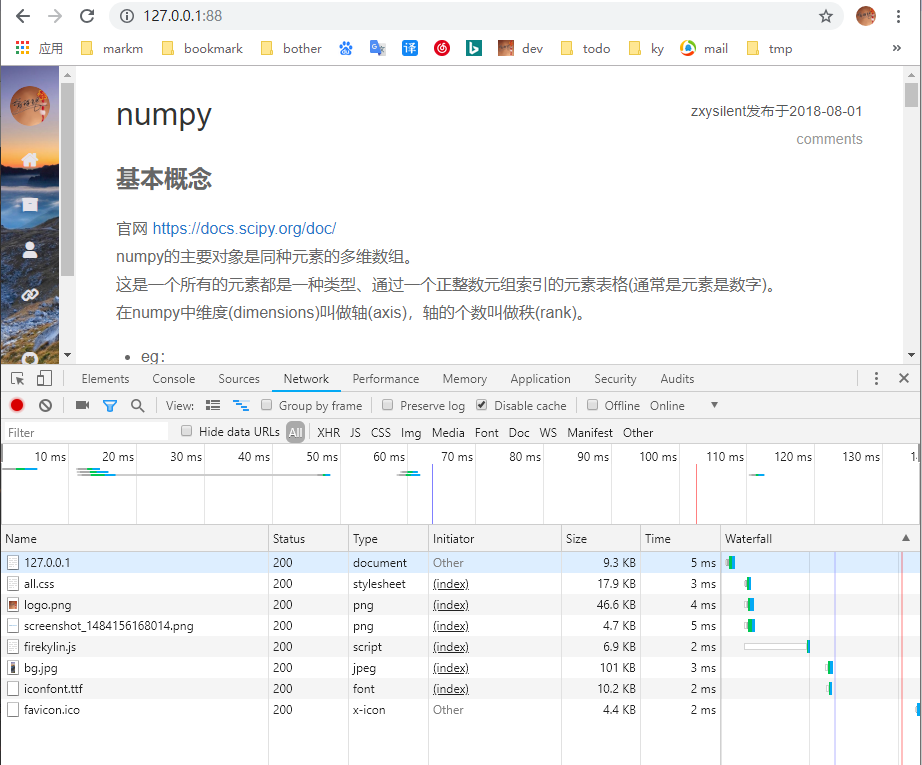 127.0.0.1:88
应用 markm bookmark bother 译 dev todo ky mail tmp »
numpy
zxysilent发布于2018-08-01
comments
基本概念
官网 https://docs.scipy.org/doc/
numpy的主要对象是同种元素的多维数组。
这是一个所有的元素都是一种类型、通过一个正整数元组索引的元素表格(通常是元素是数字)。
在numpy中维度(dimensions)叫做轴(axis)，轴的个数叫做秩(rank)。
• eg：
Elements Console Sources Network Performance Memory Application Security Audits
View: Group by frame Preserve log Disable cache Offline Online
Filter Hide data URLs All XHR JS CSS Img Media Font Doc WS Manifest Other
10 ms 20 ms 30 ms 40 ms 50 ms 60 ms 70 ms 80 ms 90 ms 100 ms 110 ms 120 ms 130 ms
Name Status Type Initiator Size Time Waterfall
127.0.0.1 200 document Other 9.3 KB 5 ms
all.css 200 stylesheet (index) 17.9 KB 3 ms
logo.png 200 png (index) 46.6 KB 4 ms
screenshot_1484156168014.png 200 png (index) 4.7 KB 5 ms
firekylin.js 200 script (index) 6.9 KB 2 ms
bg.jpg 200 jpeg (index) 101 KB 3 ms
iconfont.ttf 200 font (index) 10.2 KB 2 ms
favicon.ico 200 x-icon Other 4.4 KB 2 ms